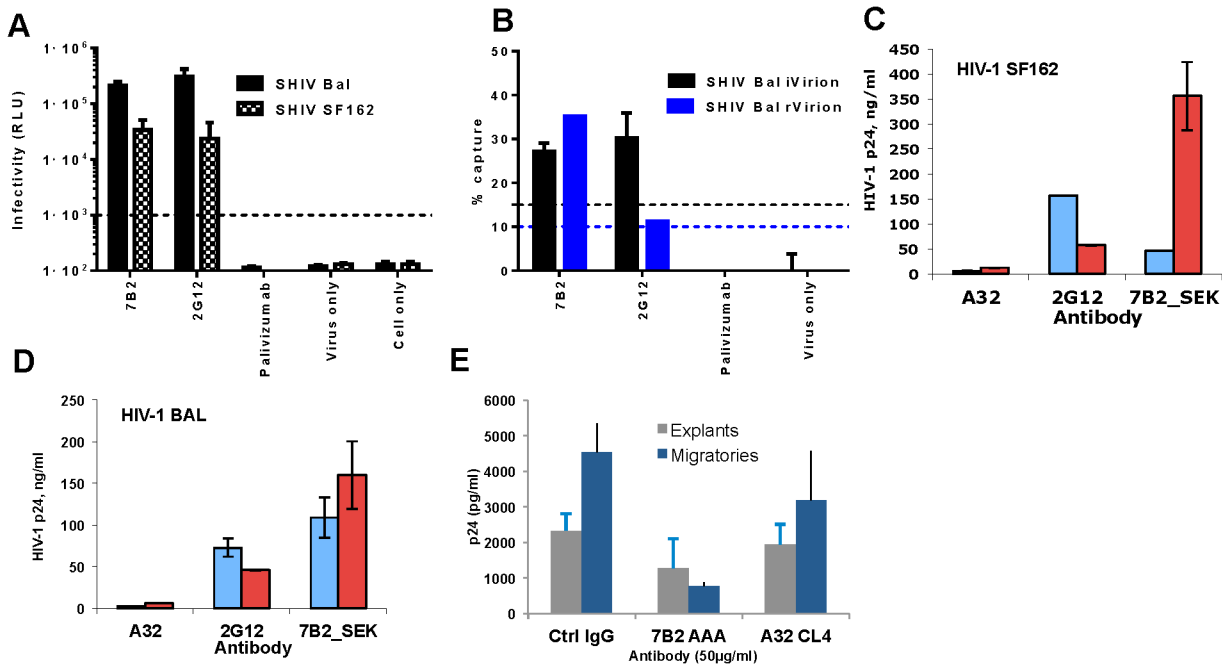 A
Infectivity (RLU)
1· 10⁶
1· 10⁵
1· 10⁴
1· 10³
1· 10²
SHIV Bal
SHIV SF162
7B2
2G12
Palivizumab
Virus only
Cell only
B
% capture
50
40
30
20
10
0
SHIV Bal iVirion
SHIV Bal rVirion
7B2
2G12
Palivizumab
Virus only
C
HIV-1 SF162
HIV-1 p24, ng/ml
450
400
350
300
250
200
150
100
50
0
A32 2G12 7B2_SEK
Antibody
D
HIV-1 BAL
HIV-1 p24, ng/ml
250
200
150
100
50
0
A32 2G12 7B2_SEK
Antibody
E
p24 (pg/ml)
6000
5000
4000
3000
2000
1000
0
Explants
Migratories
Ctrl IgG 7B2 AAA A32 CL4
Antibody (50µg/ml)